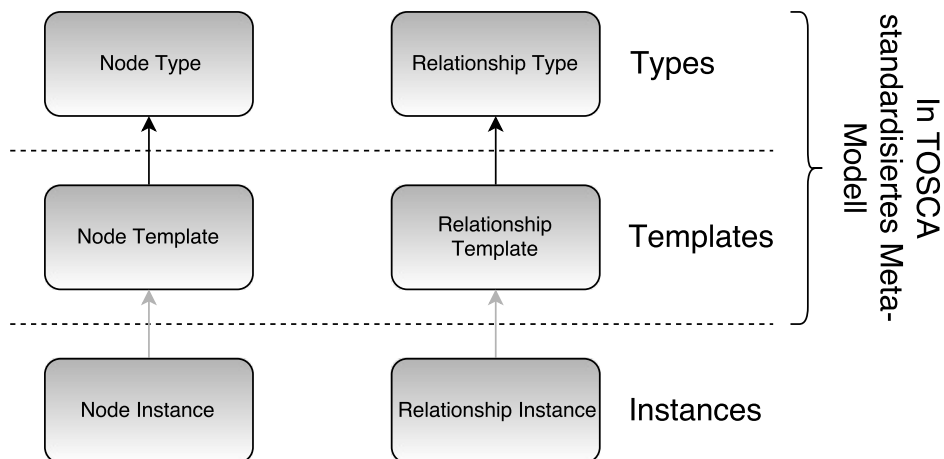 Node Type
Relationship Type
Types
Node Template
Relationship
Template
Templates
Node Instance
Relationship Instance
Instances
In TOSCA
standardisiertes Meta-
Modell